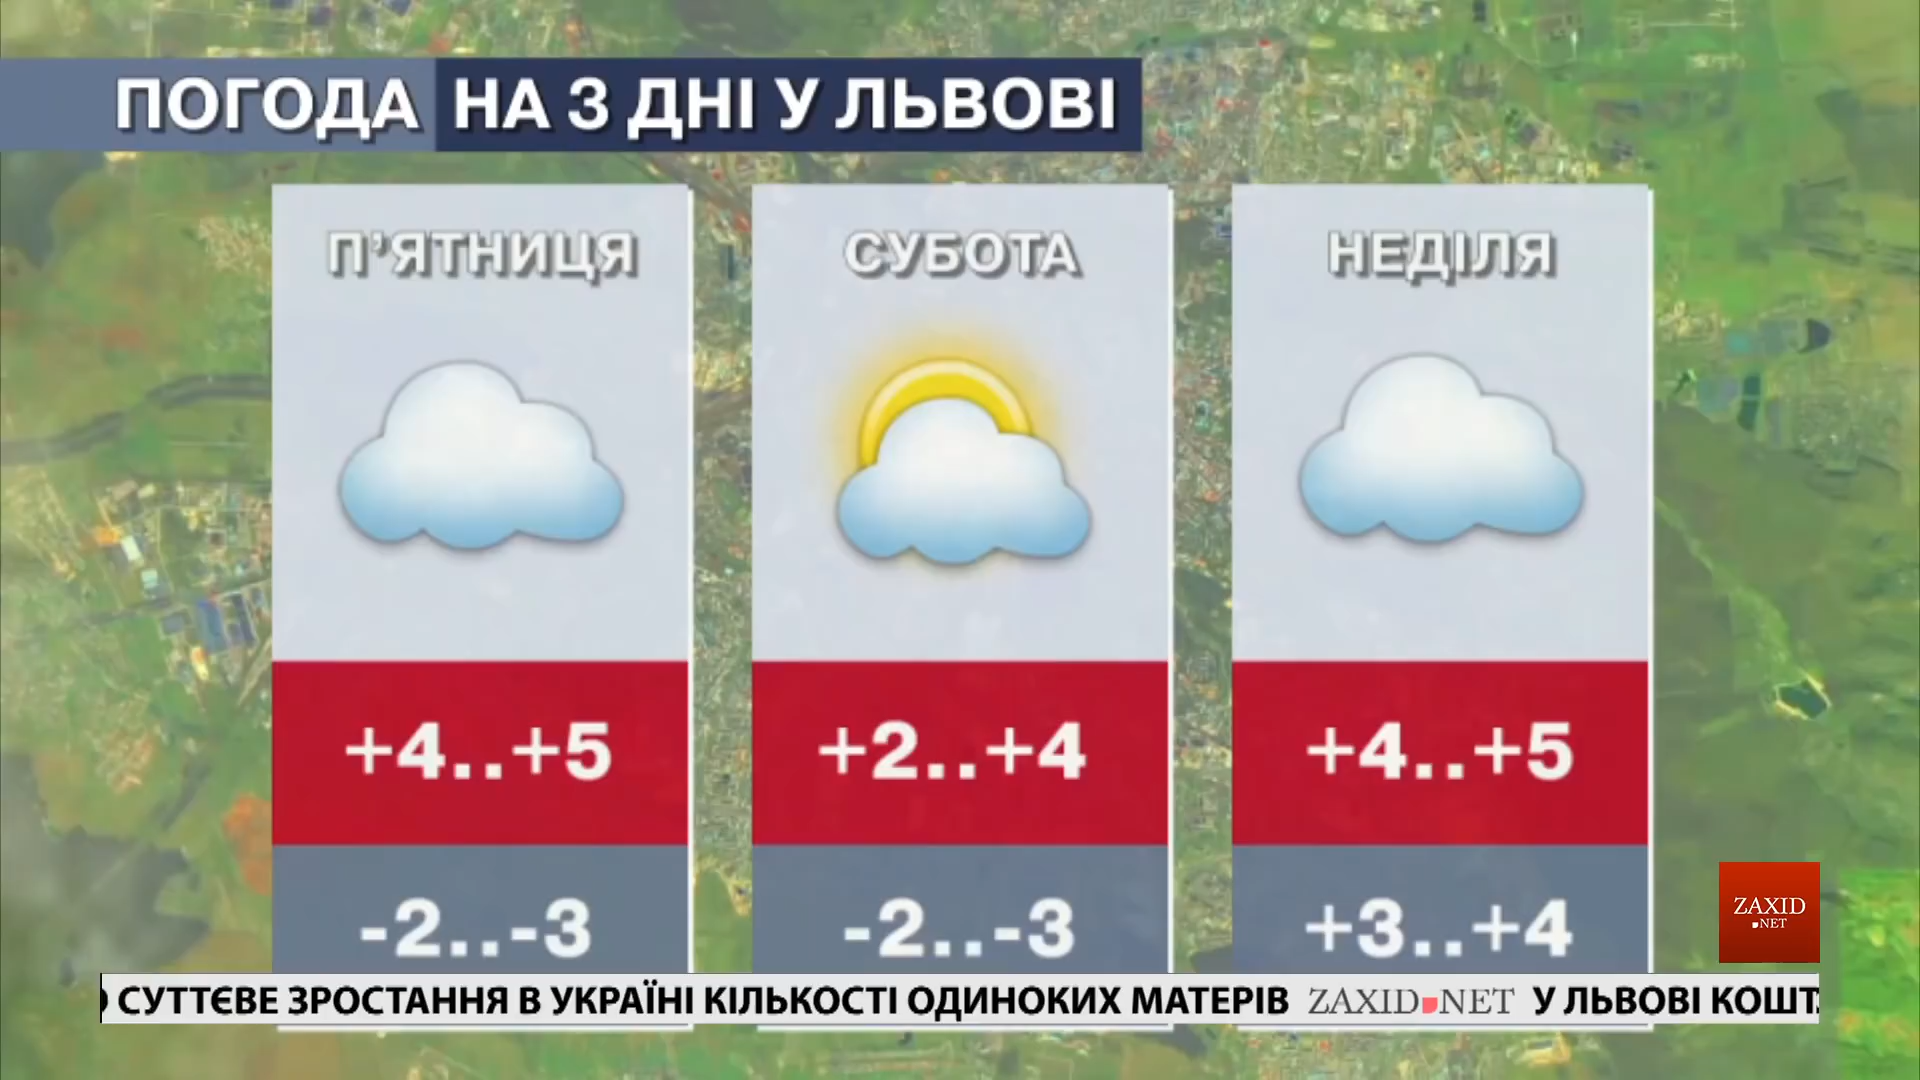 ПОГОДА НА 3 ДНІ У ЛЬВОВІ
П'ЯТНИЦЯ
+4..+5
-2..-3
СУБОТА
+2..+4
-2..-3
НЕДІЛЯ
+4..+5
+3..+4
ZAXID
.NET
СУТТЄВЕ ЗРОСТАННЯ В УКРАЇНІ КІЛЬКОСТІ ОДИНОКИХ МАТЕРІВ ZAXID.NET У ЛЬВОВІ